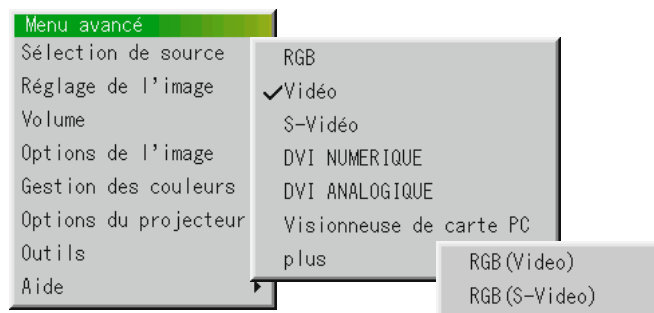 Menu avancé
Sélection de source
Réglage de l'image
Volume
Options de l'image
Gestion des couleurs
Options du projecteur
Outils
Aide
RGB
Vidéo
S-Vidéo
DVI NUMERIQUE
DVI ANALOGIQUE
Visionneuse de carte PC
plus
RGB(Video)
RGB(S-Video)